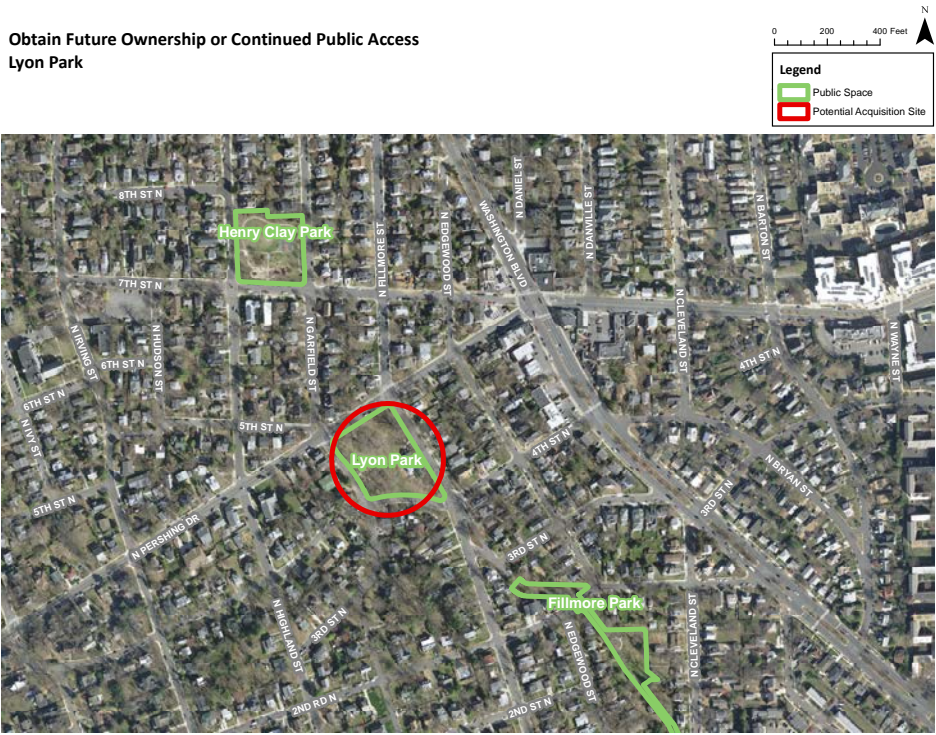 Obtain Future Ownership or Continued Public Access
Lyon Park
N
0 200 400 Feet
Legend
Public Space
Potential Acquisition Site
8TH ST N
Henry Clay Park
7TH ST N
N FILLMORE ST
N EDGEWOOD ST
WASHINGTON BLVD
N DANIEL ST
N DANVILLE ST
N BARTON ST
N IRVING ST
N HUDSON ST
N GARFIELD ST
N CLEVELAND ST
N WAYNE ST
6TH ST N
4TH ST N
6TH ST N
N IVY ST
5TH ST N
4TH ST N
Lyon Park
N BRYAN ST
5TH ST N
3RD ST N
N PERSHING DR
3RD ST N
Fillmore Park
N HIGHLAND ST
3RD ST N
N EDGEWOOD ST
N CLEVELAND ST
2ND RD N
2ND ST N